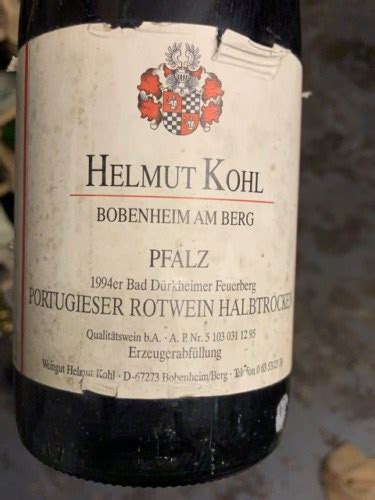 HELMUT KOHL
BOBENHEIM AM BERG
PFALZ
1994er Bad Dürkheimer Feuerberg
PORTUGIESER ROTWEIN HALBTROCKEN
Qualitätswein b.A. · A.P.Nr. 5 103 031 12 95
Erzeugerabfüllung
Weingut Helmut Kohl · D-67273 Bobenheim/Berg ·